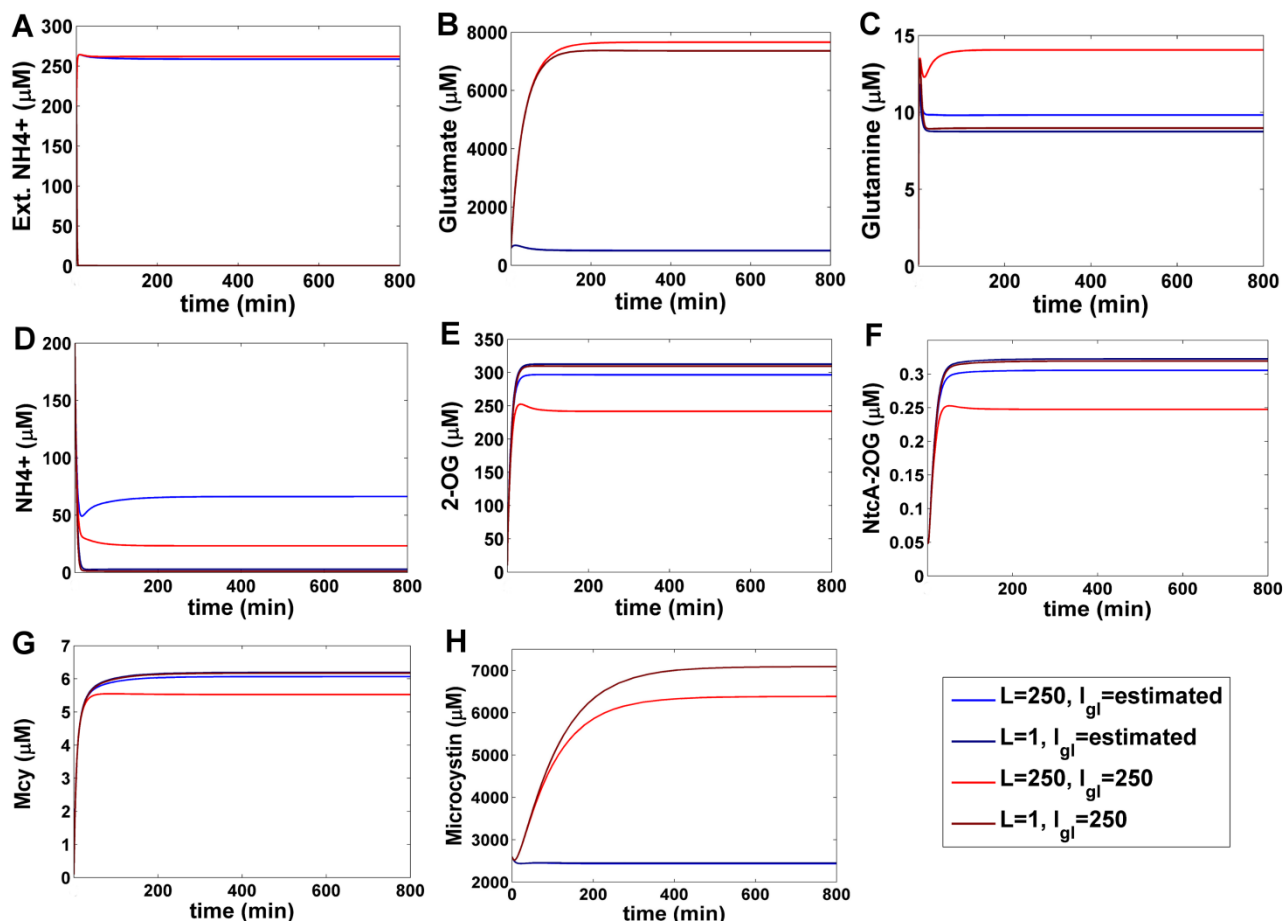 A
Ext. NH4+ (µM)
300
250
200
150
100
50
0
200
400
600
800
time (min)
B
Glutamate (µM)
8000
6000
4000
2000
0
200
400
600
800
time (min)
C
Glutamine (µM)
15
10
5
0
200
400
600
800
time (min)
D
NH4+ (µM)
200
150
100
50
0
200
400
600
800
time (min)
E
2-OG (µM)
350
300
250
200
150
100
50
0
200
400
600
800
time (min)
F
NtcA-2OG (µM)
0.3
0.25
0.2
0.15
0.1
0.05
0
200
400
600
800
time (min)
G
Mcy (µM)
7
6
5
4
3
2
1
0
200
400
600
800
time (min)
H
Microcystin (µM)
7000
6000
5000
4000
3000
2000
0
200
400
600
800
time (min)
L=250, I_gl=estimated
L=1, I_gl=estimated
L=250, I_gl=250
L=1, I_gl=250